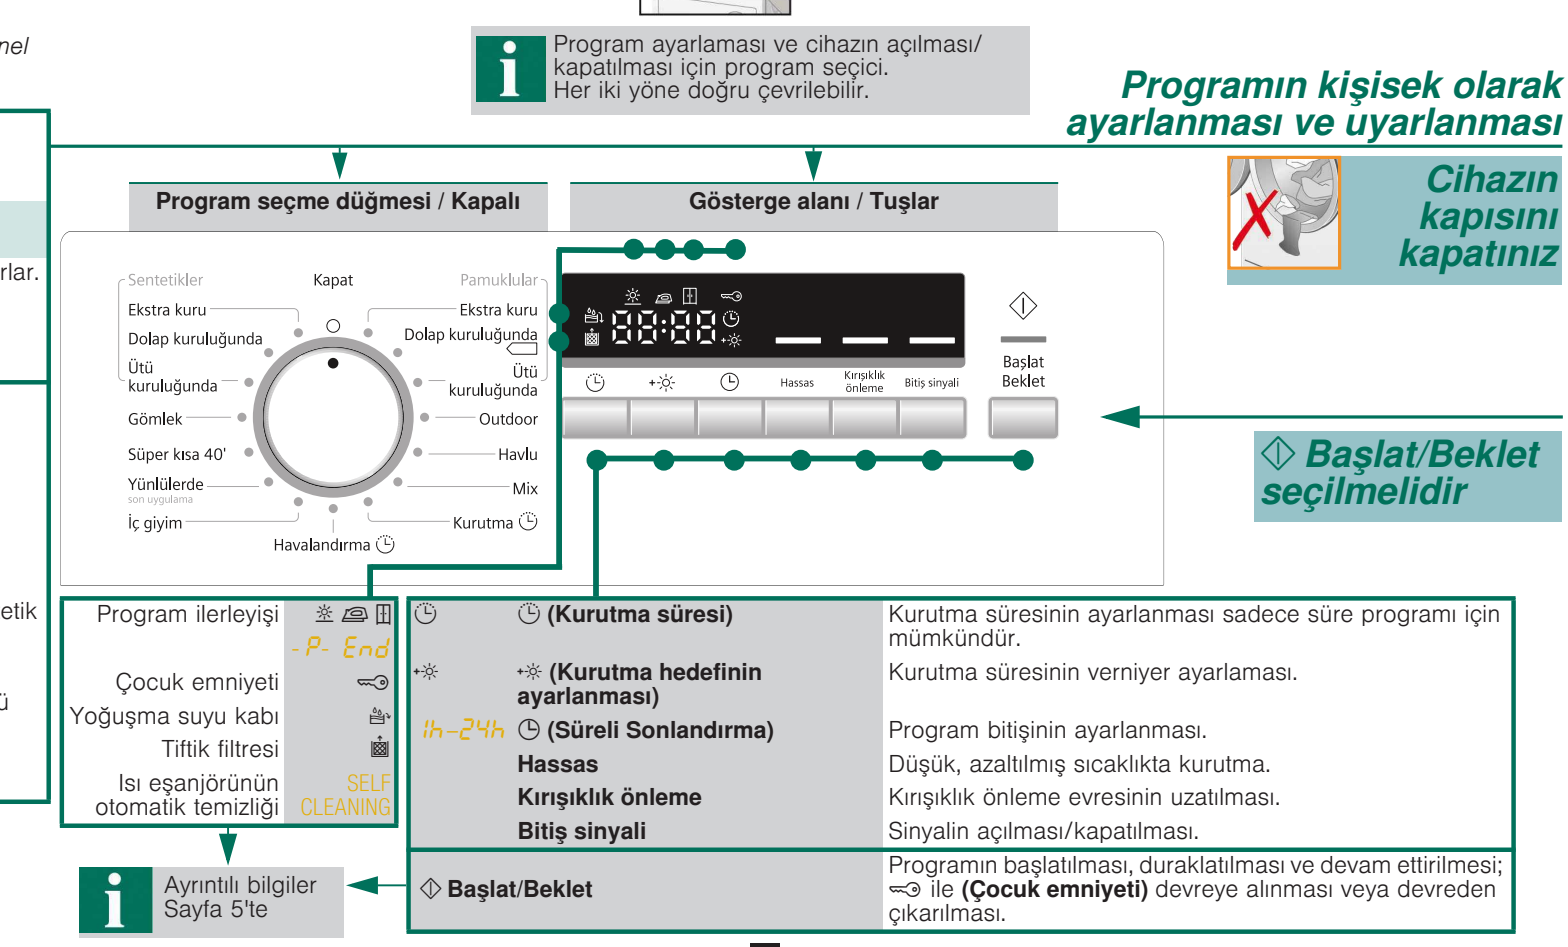 nel
Program ayarlaması ve cihazın açılması/
kapatılması için program seçici.
Her iki yöne doğru çevrilebilir.
Programın kişisek olarak
ayarlanması ve uyarlanması
Cihazın
kapısını
kapatınız
rlar.
Program seçme düğmesi / Kapalı
Gösterge alanı / Tuşlar
Sentetikler
Kapat
Pamuklular
Ekstra kuru
Ekstra kuru
Dolap kuruluğunda
Dolap kuruluğunda
Ütü
kuruluğunda
Ütü
kuruluğunda
Gömlek
Outdoor
Süper kısa 40'
Havlu
Yünlülerde
son uygulama
Mix
İç giyim
Kurutma
Havalandırma
88:88
Hassas
Kırışıklık
önleme
Bitiş sinyali
Başlat
Beklet
Başlat/Beklet
seçilmelidir
etik
ü
Program ilerleyişi
-P- End
Çocuk emniyeti
Yoğuşma suyu kabı
Tiftik filtresi
Isı eşanjörünün
otomatik temizliği
SELF
CLEANING
(Kurutma süresi)
Kurutma süresinin ayarlanması sadece süre programı için
mümkündür.
(Kurutma hedefinin
ayarlanması)
Kurutma süresinin verniyer ayarlaması.
1h-24h (Süreli Sonlandırma)
Program bitişinin ayarlanması.
Hassas
Düşük, azaltılmış sıcaklıkta kurutma.
Kırışıklık önleme
Kırışıklık önleme evresinin uzatılması.
Bitiş sinyali
Sinyalin açılması/kapatılması.
Başlat/Beklet
Programın başlatılması, duraklatılması ve devam ettirilmesi;
ile (Çocuk emniyeti) devreye alınması veya devreden
çıkarılması.
Ayrıntılı bilgiler
Sayfa 5'te